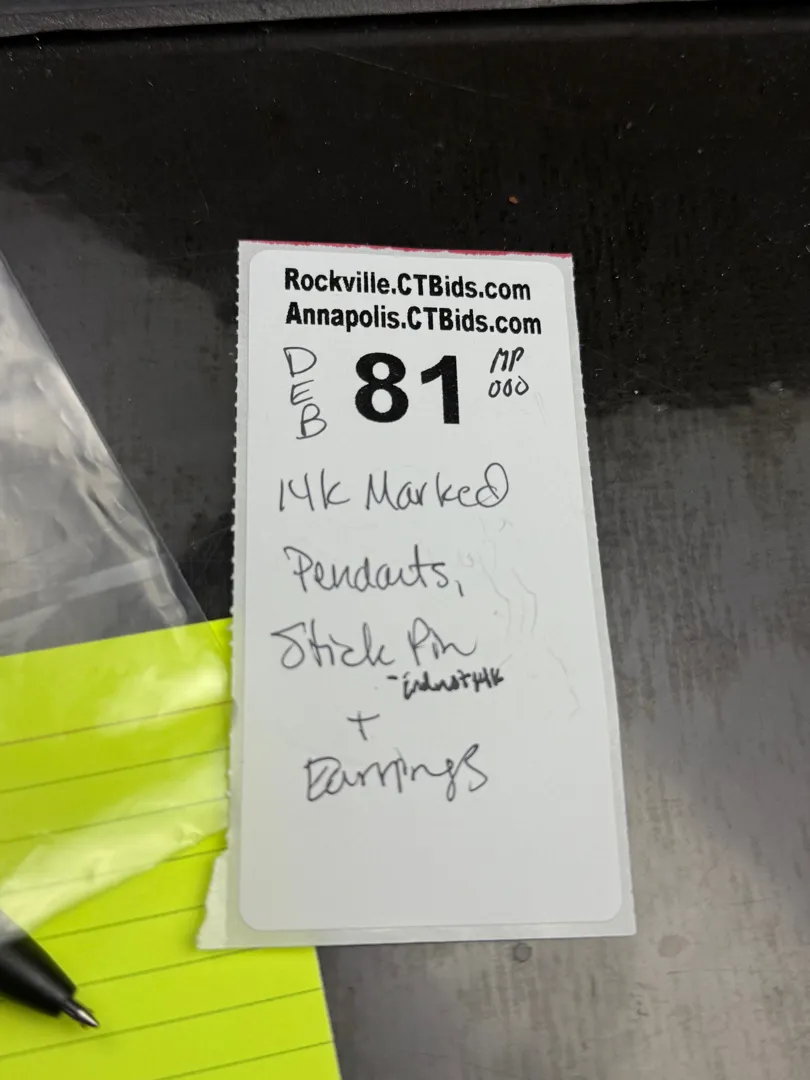 Rockville.CTBids.com
Annapolis.CTBids.com
DEB 81 MP
000
14k Marked
Pendants,
Stick Pin
+
Earrings